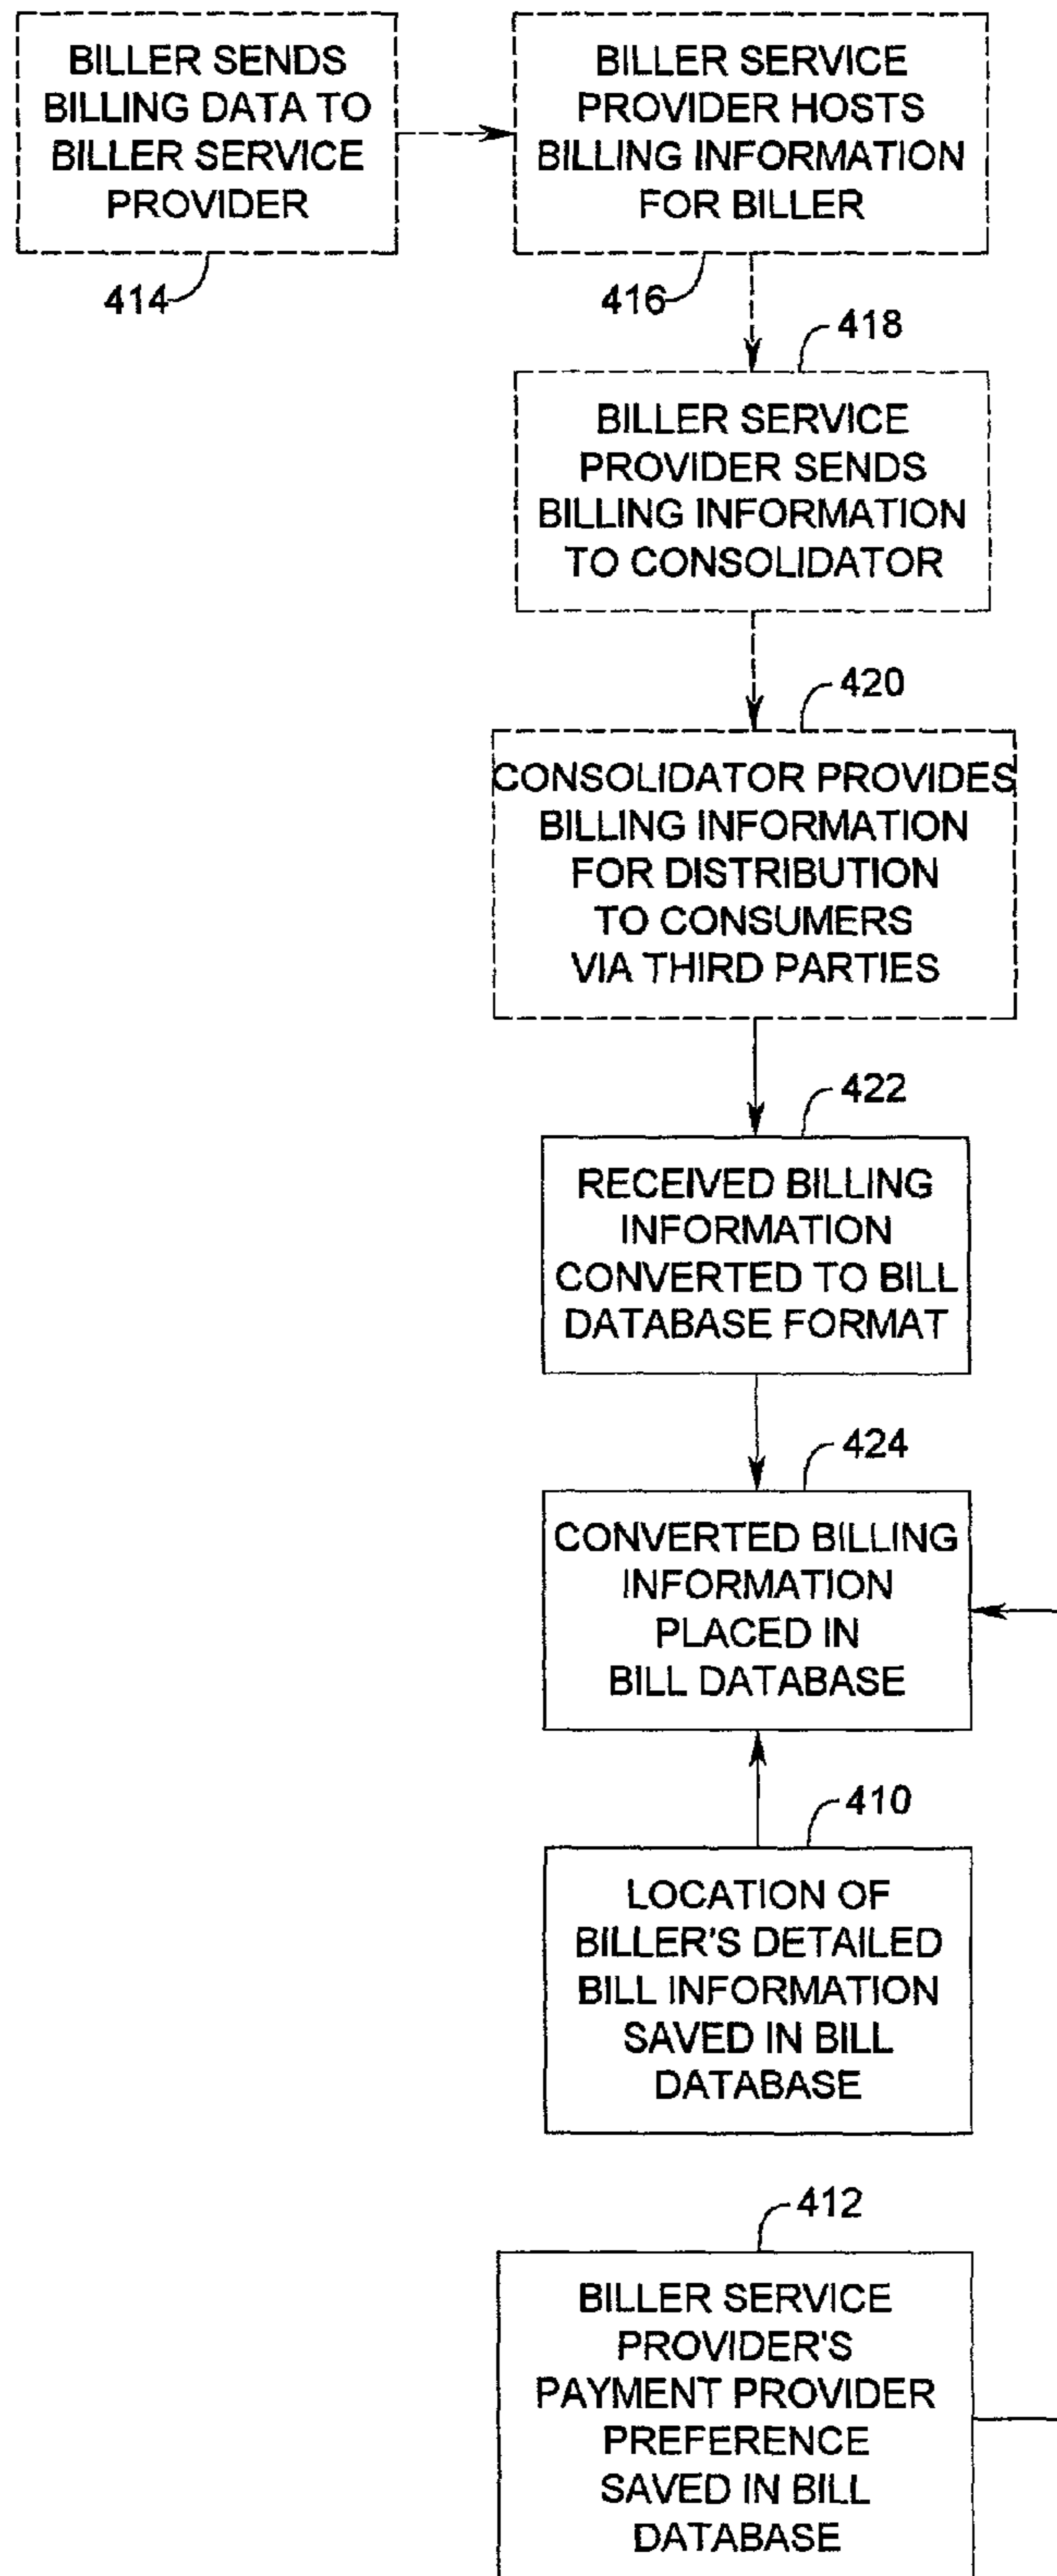 BILLER SENDS
BILLING DATA TO
BILLER SERVICE
PROVIDER
414
BILLER SERVICE
PROVIDER HOSTS
BILLING INFORMATION
FOR BILLER
416
418
BILLER SERVICE
PROVIDER SENDS
BILLING INFORMATION
TO CONSOLIDATOR
420
CONSOLIDATOR PROVIDES
BILLING INFORMATION
FOR DISTRIBUTION
TO CONSUMERS
VIA THIRD PARTIES
422
RECEIVED BILLING
INFORMATION
CONVERTED TO BILL
DATABASE FORMAT
424
CONVERTED BILLING
INFORMATION
PLACED IN
BILL DATABASE
410
LOCATION OF
BILLER'S DETAILED
BILL INFORMATION
SAVED IN BILL
DATABASE
412
BILLER SERVICE
PROVIDER'S
PAYMENT PROVIDER
PREFERENCE
SAVED IN BILL
DATABASE